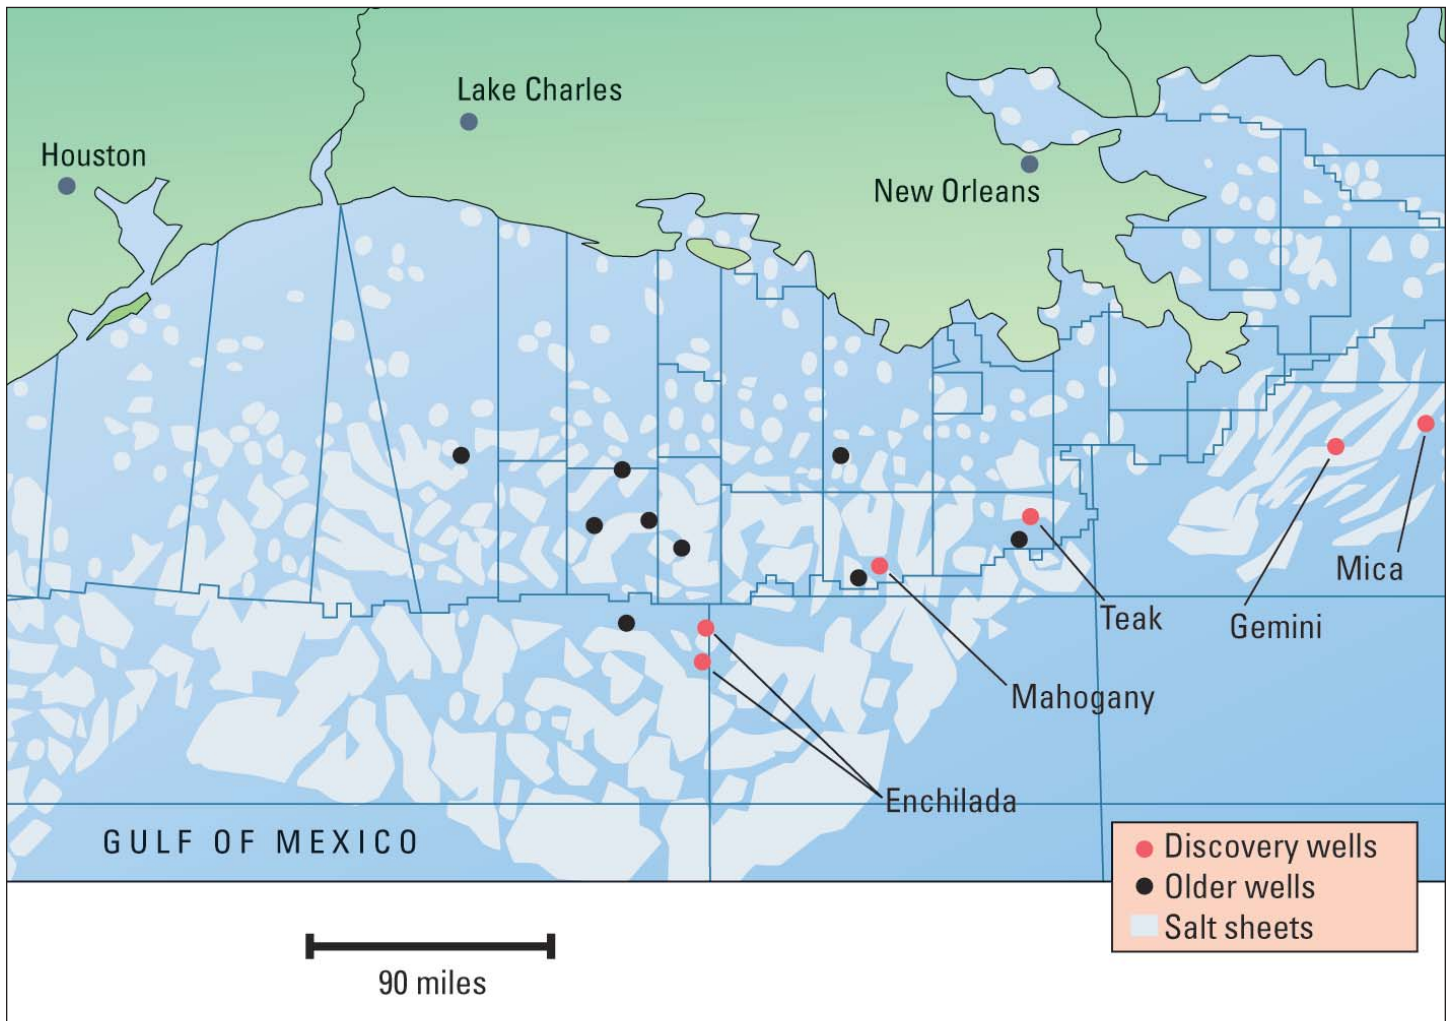 Lake Charles
Houston
New Orleans
Mica
Teak
Gemini
Mahogany
Enchilada
GULF OF MEXICO
Discovery wells
Older wells
Salt sheets
90 miles